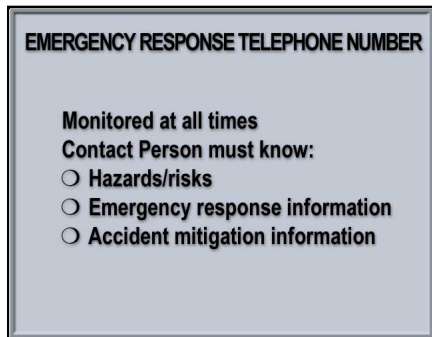 EMERGENCY RESPONSE TELEPHONE NUMBER
Monitored at all times
Contact Person must know:
❍ Hazards/risks
❍ Emergency response information
❍ Accident mitigation information